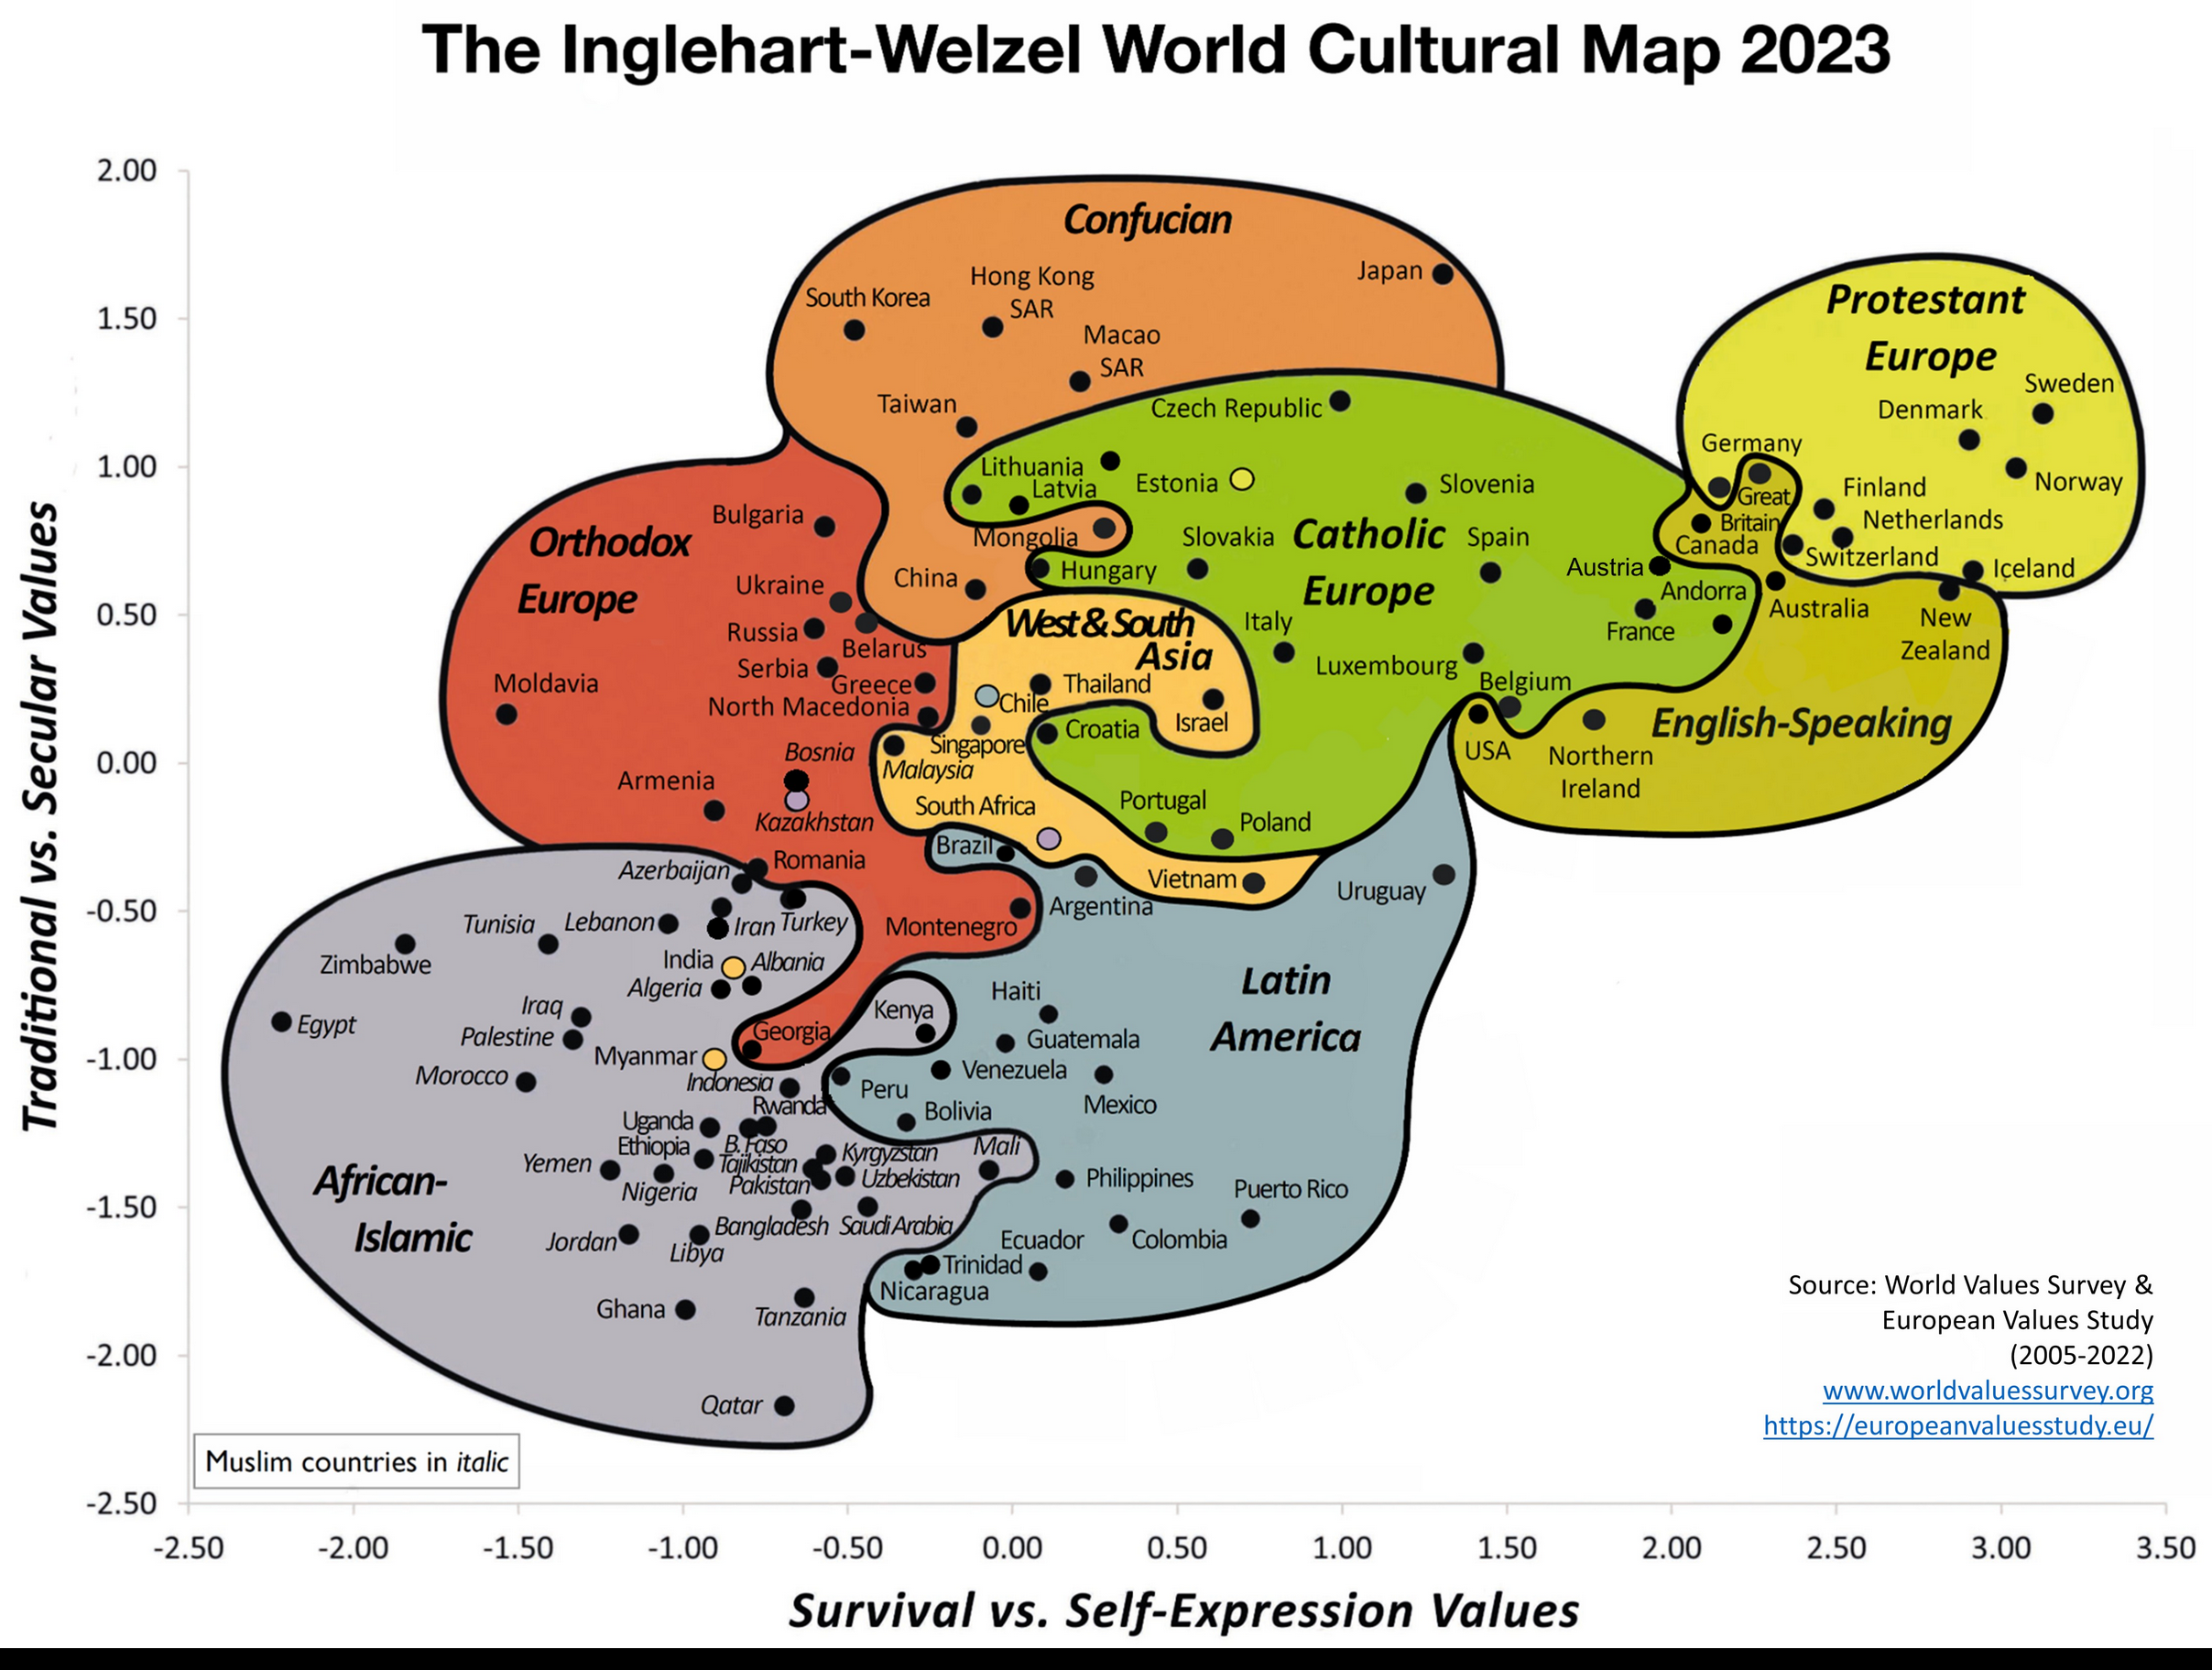 The Inglehart-Welzel World Cultural Map 2023
Traditional vs. Secular Values
2.00
1.50
1.00
0.50
0.00
-0.50
-1.00
-1.50
-2.00
-2.50
Confucian
Japan
Hong Kong
SAR
South Korea
Macao
SAR
Taiwan
Protestant
Europe
Sweden
Denmark
Germany
Norway
Finland
Netherlands
Switzerland
Iceland
Catholic
Europe
Czech Republic
Lithuania
Latvia
Estonia
Slovenia
Mongolia
Slovakia
Spain
Hungary
China
Austria
Andorra
Italy
France
Luxembourg
Belgium
Croatia
Portugal
Poland
Great
Britain
Canada
Australia
New
Zealand
English-Speaking
USA
Northern
Ireland
Orthodox
Europe
Bulgaria
Ukraine
Russia
Belarus
Serbia
Greece
Moldavia
North Macedonia
Bosnia
Armenia
Kazakhstan
Romania
Montenegro
Georgia
West & South
Asia
Thailand
Chile
Israel
Singapore
Malaysia
South Africa
Vietnam
Brazil
Argentina
Uruguay
Latin
America
Haiti
Guatemala
Venezuela
Mexico
Peru
Bolivia
Philippines
Puerto Rico
Ecuador
Colombia
Trinidad
Nicaragua
Azerbaijan
Tunisia
Lebanon
Iran
Turkey
Zimbabwe
India
Albania
Algeria
Iraq
Egypt
Palestine
Kenya
Myanmar
Morocco
Indonesia
Rwanda
Uganda
Ethiopia
B. Faso
Mali
Yemen
Tajikistan
Kyrgyzstan
Nigeria
Pakistan
Uzbekistan
African-
Islamic
Bangladesh
Saudi Arabia
Jordan
Libya
Ghana
Tanzania
Qatar
Muslim countries in italic
Source: World Values Survey &
European Values Study
(2005-2022)
www.worldvaluessurvey.org
https://europeanvaluesstudy.eu/
-2.50 -2.00 -1.50 -1.00 -0.50 0.00 0.50 1.00 1.50 2.00 2.50 3.00 3.50
Survival vs. Self-Expression Values